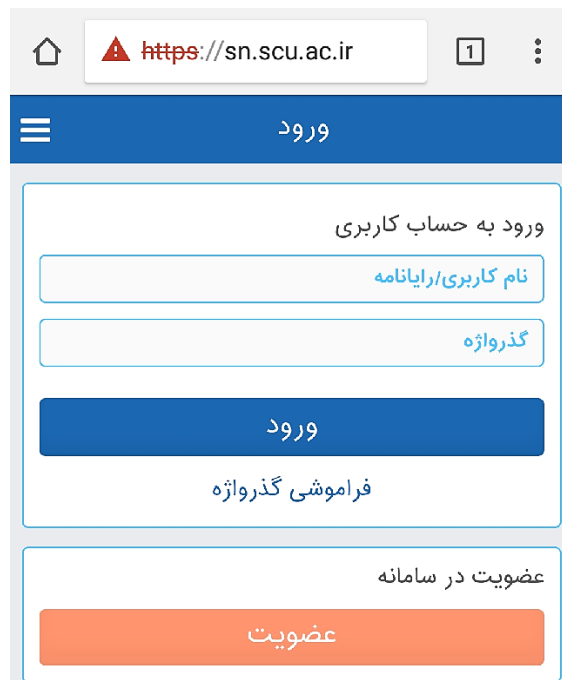 https://sn.scu.ac.ir
1
ورود
ورود به حساب کاربری
نام کاربری/رایانامه
گذرواژه
ورود
فراموشی گذرواژه
عضویت در سامانه
عضویت